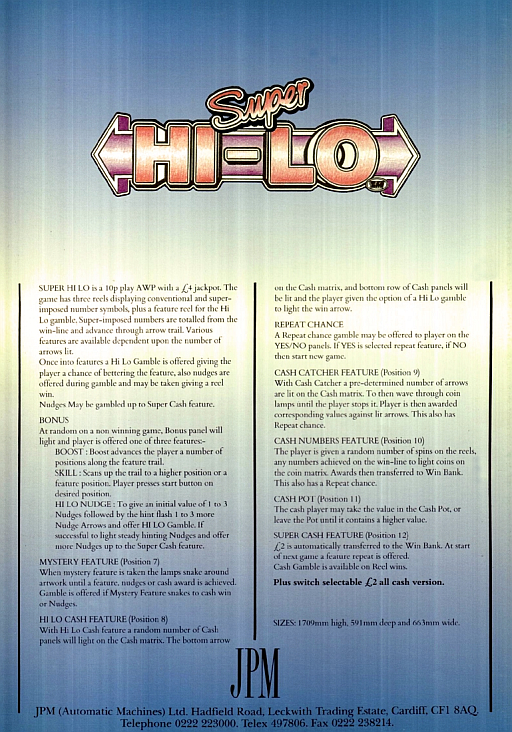 Super
HI-LO
JPM
SUPER HI LO is a 10p play AWP with a £4 jackpot. The
game has three reels displaying conventional and super-
imposed number symbols, plus a feature reel for the Hi
Lo gamble. Super-imposed numbers are totalled from the
win-line and advance through arrow trail. Various
features are available dependent upon the number of
arrows lit.
Once into features a Hi Lo Gamble is offered giving the
player a chance of bettering the feature, also nudges are
offered during gamble and may be taken giving a reel
win.
Nudges May be gambled up to Super Cash feature.
BONUS
At random on a non winning game, Bonus panel will
light and player is offered one of three features:-
BOOST : Boost advances the player a number of
positions along the feature trail.
SKILL : Scans up the trail to a higher position or a
feature position. Player presses start button on
desired position.
HI LO NUDGE : To give an initial value of 1 to 3
Nudges followed by the hint flash 1 to 3 more
Nudge Arrows and offer HI LO Gamble. If
successful to light steady hinting Nudges and offer
more Nudges up to the Super Cash feature.
MYSTERY FEATURE (Position 7)
When mystery feature is taken the lamps snake around
artwork until a feature, nudges or cash award is achieved.
Gamble is offered if Mystery Feature snakes to cash win
or Nudges.
HI LO CASH FEATURE (Position 8)
With Hi Lo Cash feature a random number of Cash
panels will light on the Cash matrix. The bottom arrow
on the Cash matrix, and bottom row of Cash panels will
be lit and the player given the option of a Hi Lo gamble
to light the win arrow.
REPEAT CHANCE
A Repeat chance gamble may be offered to player on the
YES/NO panels. If YES is selected repeat feature, if NO
then start new game.
CASH CATCHER FEATURE (Position 9)
With Cash Catcher a pre-determined number of arrows
are lit on the Cash matrix. To then wave through coin
lamps until the player stops it. Player is then awarded
corresponding values against lit arrows. This also has
Repeat chance.
CASH NUMBERS FEATURE (Position 10)
The player is given a random number of spins on the reels,
any numbers achieved on the win-line to light coins on
the coin matrix. Awards then transferred to Win Bank.
This also has a Repeat chance.
CASH POT (Position 11)
The cash player may take the value in the Cash Pot, or
leave the Pot until it contains a higher value.
SUPER CASH FEATURE (Position 12)
£2 is automatically transferred to the Win Bank. At start
of next game a feature repeat is offered.
Cash Gamble is available on Reel wins.
Plus switch selectable £2 all cash version.
SIZES: 1709mm high, 591mm deep and 663mm wide.
JPM
JPM (Automatic Machines) Ltd. Hadfield Road, Leckwith Trading Estate, Cardiff, CF1 8AQ.
Telephone 0222 223000. Telex 497806. Fax 0222 238214.